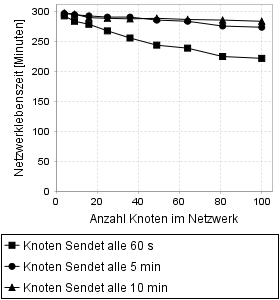 300
250
200
150
100
50
0
Netzwerklebenszeit [Minuten]
0 20 40 60 80 100
Anzahl Knoten im Netzwerk
Knoten Sendet alle 60 s
Knoten Sendet alle 5 min
Knoten Sendet alle 10 min